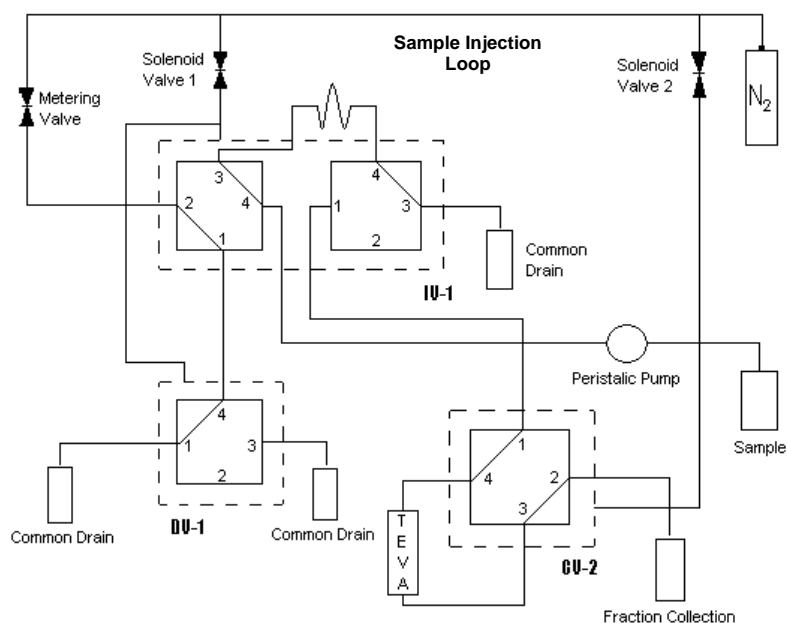 Sample Injection
Loop
Solenoid
Valve 1
Solenoid
Valve 2
N2
Metering
Valve
3
2
4
1
4
1
3
2
Common
Drain
IV-1
Peristalic Pump
Sample
4
1
3
2
DV-1
Common Drain
Common Drain
1
2
4
3
TEVA
CV-2
Fraction Collection